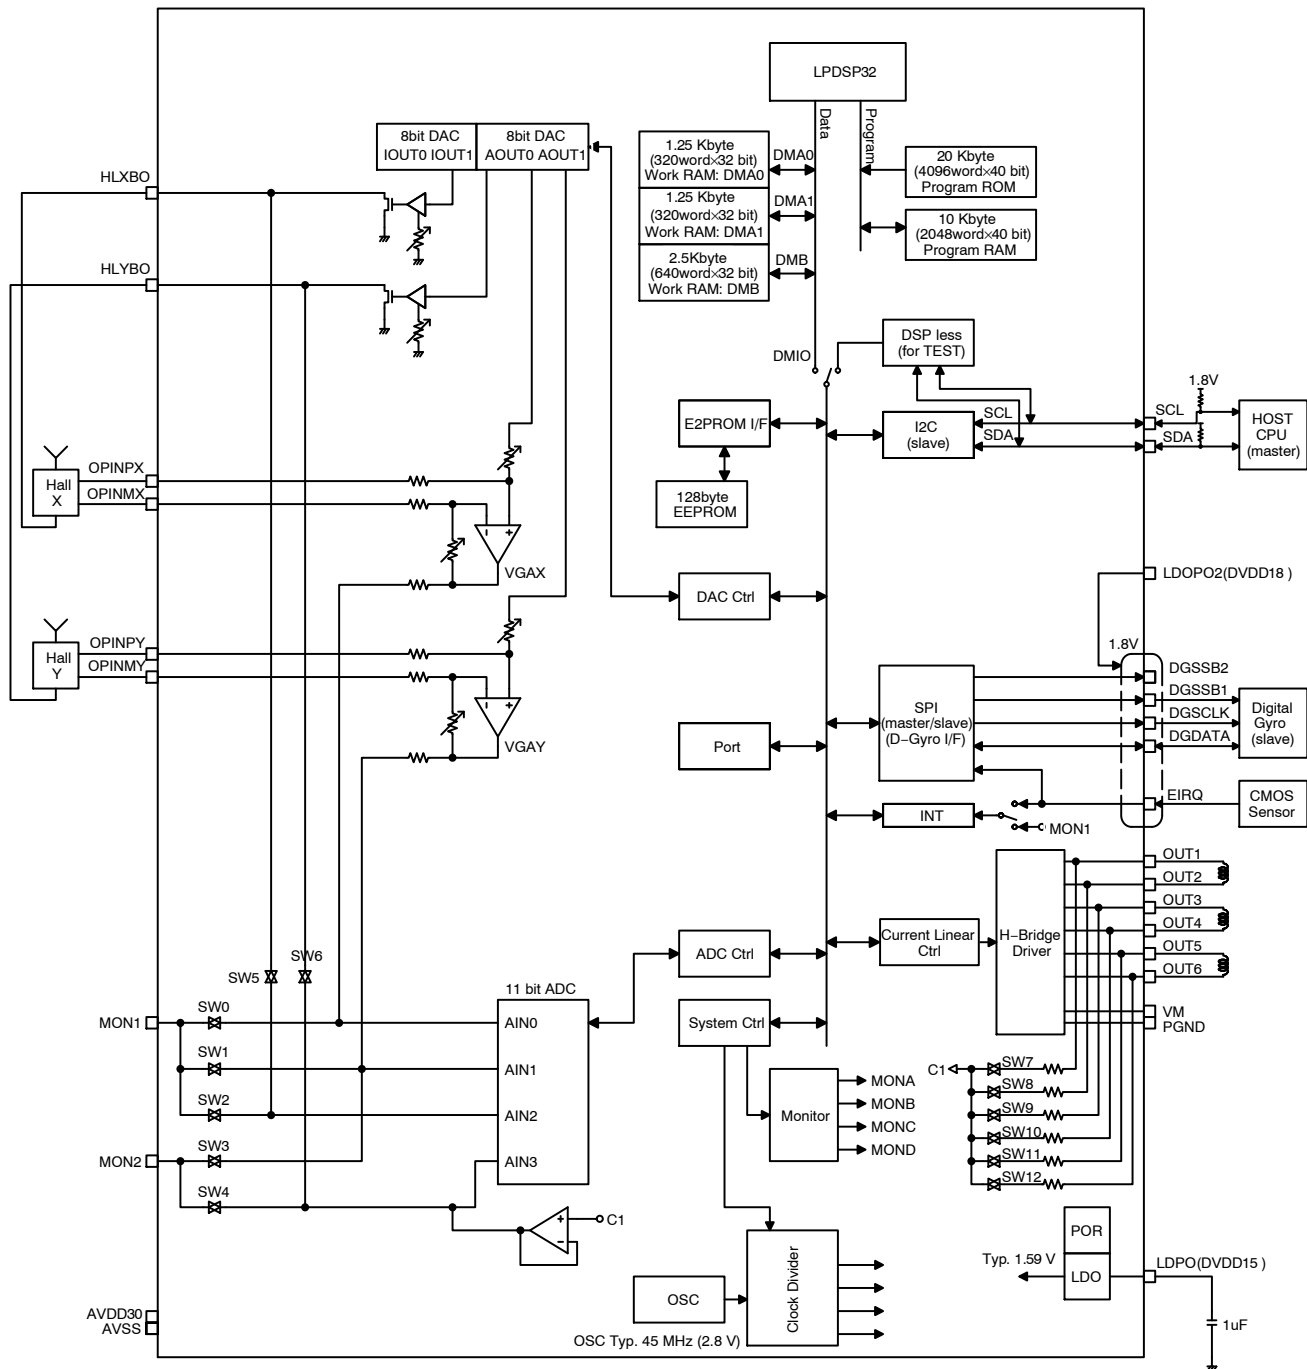 LPDSP32
Data
Program
8bit DAC
IOUT0 IOUT1
8bit DAC
AOUT0 AOUT1
1.25 Kbyte
(320word×32 bit)
Work RAM: DMA0
DMA0
20 Kbyte
(4096word×40 bit)
Program ROM
HLXBO
1.25 Kbyte
(320word×32 bit)
Work RAM: DMA1
DMA1
10 Kbyte
(2048word×40 bit)
Program RAM
HLYBO
2.5Kbyte
(640word×32 bit)
Work RAM: DMB
DMB
DSP less
(for TEST)
DMIO
1.8V
E2PROM I/F
I2C
(slave)
SCL
SDA
SCL
SDA
HOST
CPU
(master)
OPINPX
OPINMX
Hall
X
128byte
EEPROM
VGAX
DAC Ctrl
LDOPO2(DVDD18 )
OPINPY
OPINMY
Hall
Y
1.8V
DGSSB2
DGSSB1
DGSCLK
DGDATA
SPI
(master/slave)
(D−Gyro I/F)
Digital
Gyro
(slave)
VGAY
Port
EIRQ
CMOS
Sensor
INT
MON1
OUT1
OUT2
OUT3
OUT4
OUT5
OUT6
Current Linear
Ctrl
H−Bridge
Driver
ADC Ctrl
SW6
SW5
11 bit ADC
VM
PGND
MON1
SW0
AIN0
System Ctrl
SW1
AIN1
C1
SW7
SW8
SW9
SW10
SW11
SW12
SW2
AIN2
Monitor
MONA
MONB
MONC
MOND
MON2
SW3
AIN3
SW4
+
−
C1
POR
LDO
Typ. 1.59 V
LDPO(DVDD15 )
Clock Divider
OSC
1uF
AVDD30
AVSS
OSC Typ. 45 MHz (2.8 V)